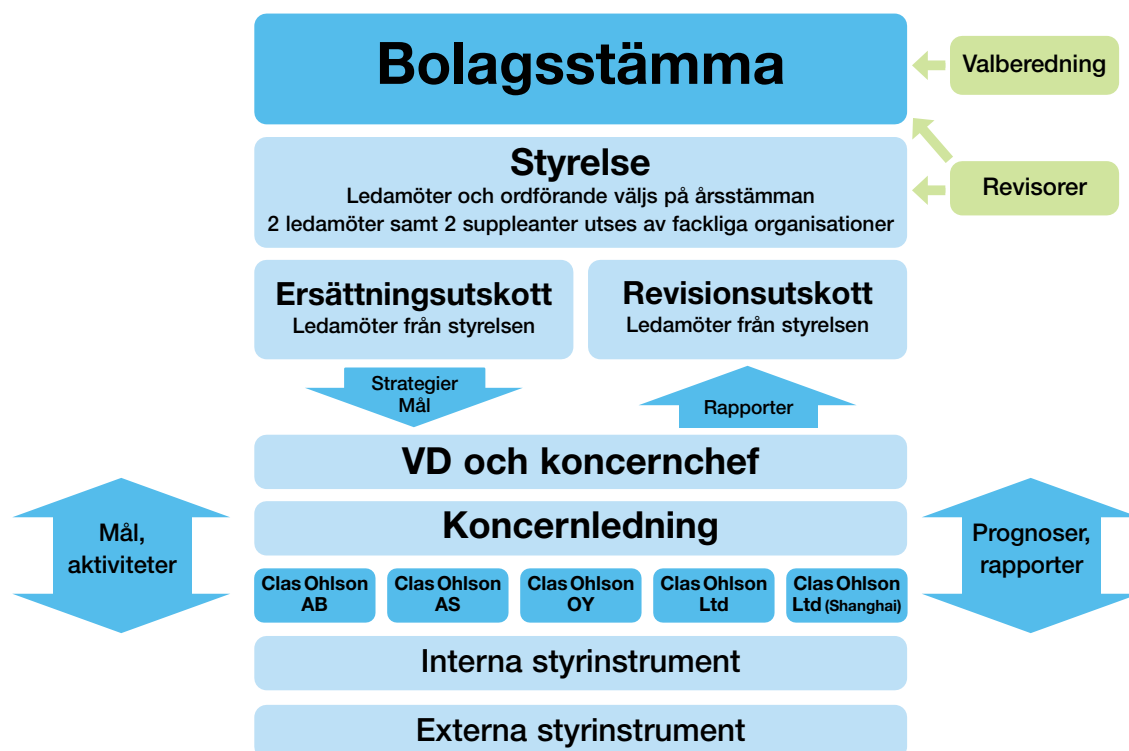 Bolagsstämma
Valberedning
Styrelse
Ledamöter och ordförande väljs på årsstämman
2 ledamöter samt 2 suppleanter utses av fackliga organisationer
Revisorer
Ersättningsutskott
Ledamöter från styrelsen
Revisionsutskott
Ledamöter från styrelsen
Strategier
Mål
Rapporter
VD och koncernchef
Koncernledning
Mål,
aktiviteter
Prognoser,
rapporter
Clas Ohlson
AB
Clas Ohlson
AS
Clas Ohlson
OY
Clas Ohlson
Ltd
Clas Ohlson
Ltd (Shanghai)
Interna styrinstrument
Externa styrinstrument